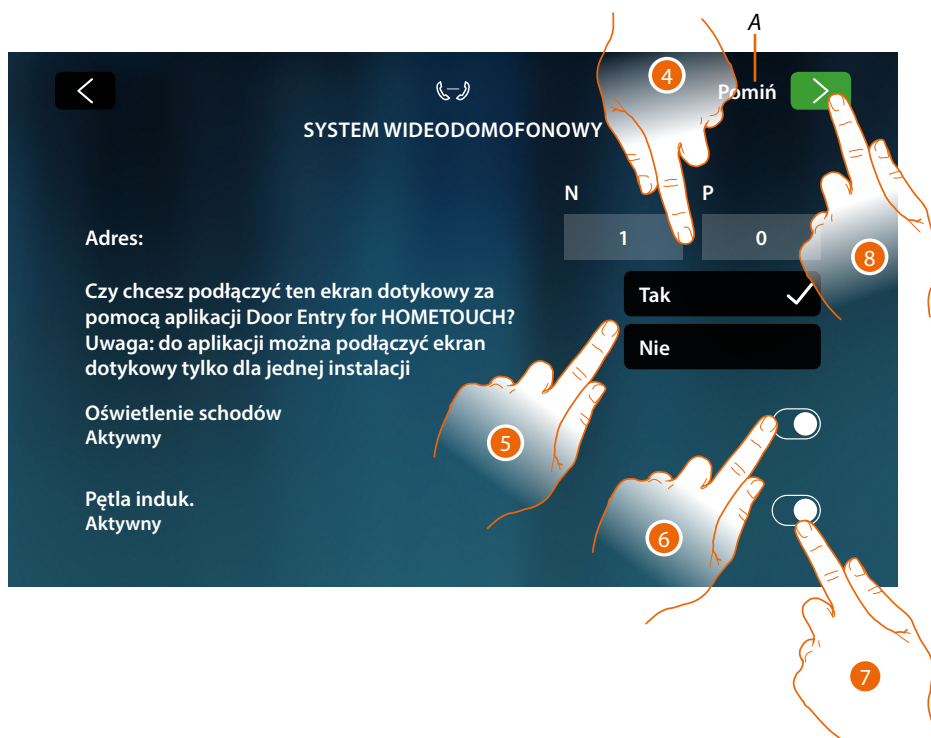 A
4
Pomiń
SYSTEM WIDEODOMOFONOWY
N P
Adres: 1 0
8
Czy chcesz podłączyć ten ekran dotykowy za
pomocą aplikacji Door Entry for HOMETOUCH?
Uwaga: do aplikacji można podłączyć ekran
dotykowy tylko dla jednej instalacji
Tak
Nie
5
Oświetlenie schodów
Aktywny
6
Pętla induk.
Aktywny
7